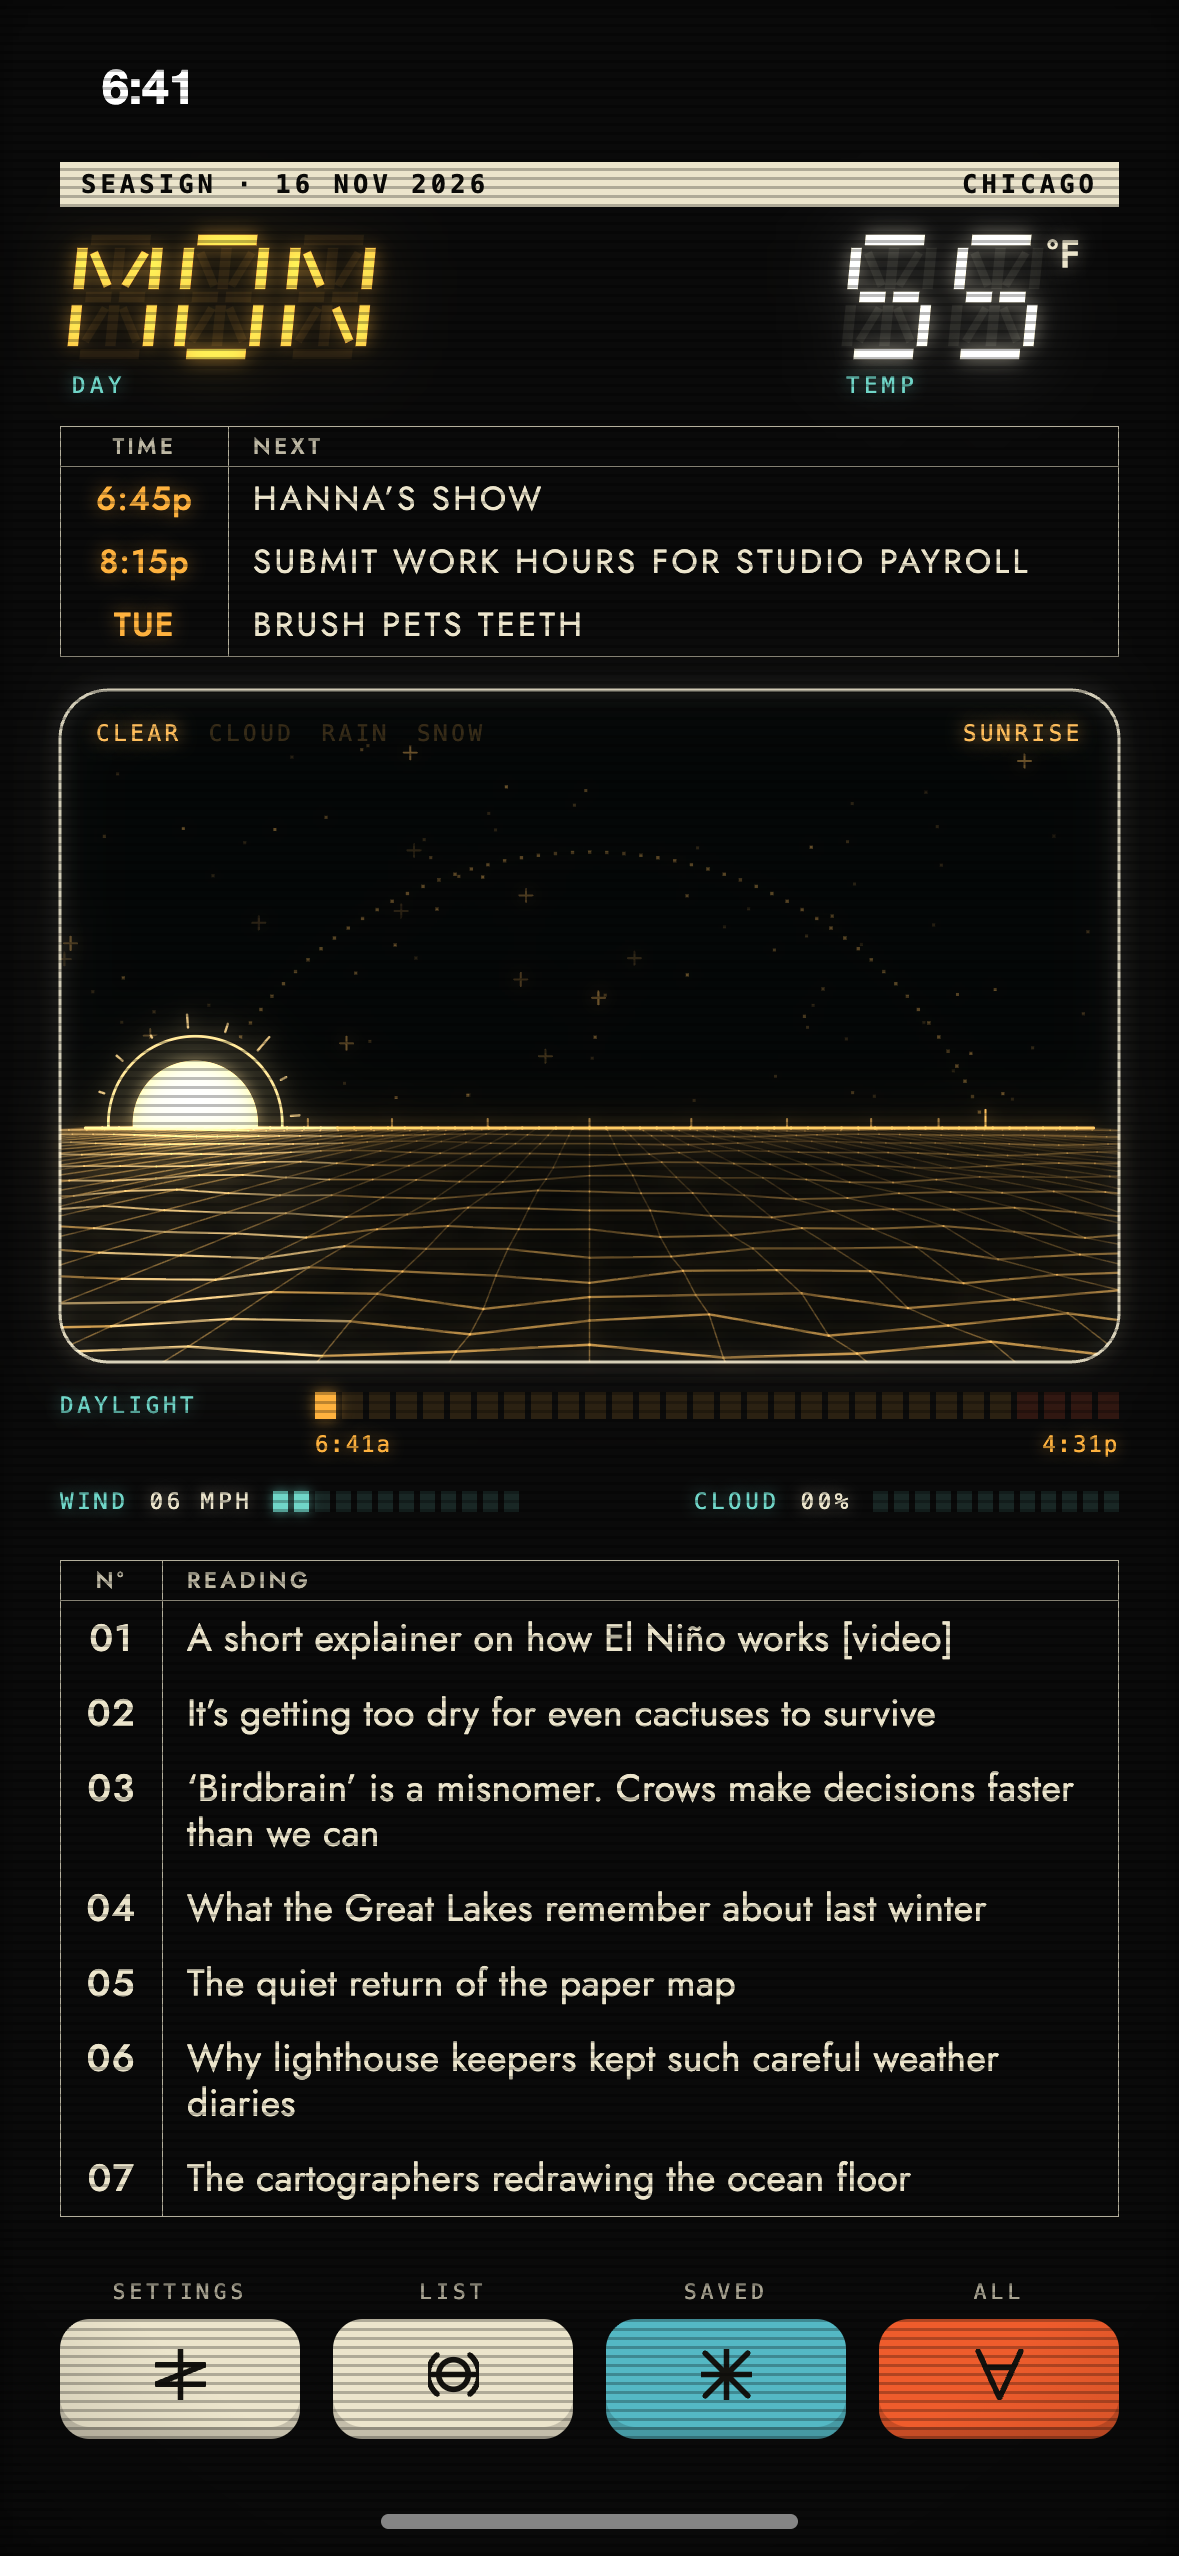 6:41
SEASIGN · 16 NOV 2026 CHICAGO
MON 55 °F
DAY TEMP
TIME NEXT
6:45p HANNA’S SHOW
8:15p SUBMIT WORK HOURS FOR STUDIO PAYROLL
TUE BRUSH PETS TEETH
CLEAR CLOUD RAIN SNOW SUNRISE
DAYLIGHT
6:41a 4:31p
WIND 06 MPH CLOUD 00%
N° READING
01 A short explainer on how El Niño works [video]
02 It’s getting too dry for even cactuses to survive
03 ‘Birdbrain’ is a misnomer. Crows make decisions faster
than we can
04 What the Great Lakes remember about last winter
05 The quiet return of the paper map
06 Why lighthouse keepers kept such careful weather
diaries
07 The cartographers redrawing the ocean floor
SETTINGS LIST SAVED ALL